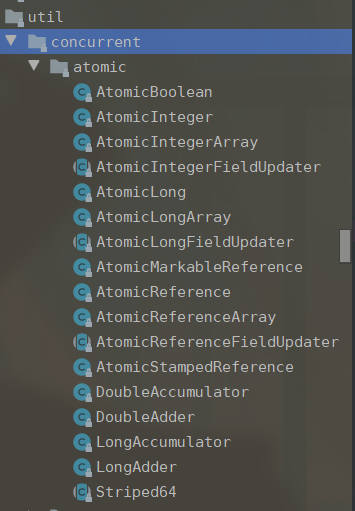 util
concurrent
atomic
AtomicBoolean
AtomicInteger
AtomicIntegerArray
AtomicIntegerFieldUpdater
AtomicLong
AtomicLongArray
AtomicLongFieldUpdater
AtomicMarkableReference
AtomicReference
AtomicReferenceArray
AtomicReferenceFieldUpdater
AtomicStampedReference
DoubleAccumulator
DoubleAdder
LongAccumulator
LongAdder
Striped64